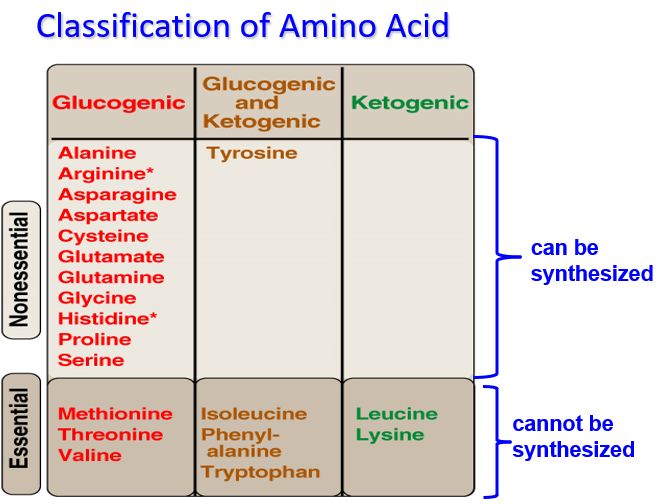 Classification of Amino Acid
Glucogenic
Glucogenic
and
Ketogenic
Ketogenic
Nonessential
Alanine
Arginine*
Asparagine
Aspartate
Cysteine
Glutamate
Glutamine
Glycine
Histidine*
Proline
Serine
Tyrosine
can be
synthesized
Essential
Methionine
Threonine
Valine
Isoleucine
Phenyl-
alanine
Tryptophan
Leucine
Lysine
cannot be
synthesized